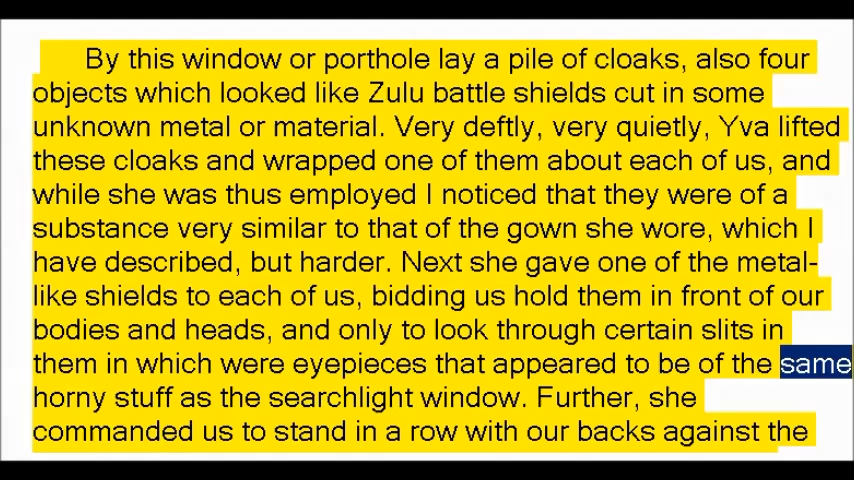 By this window or porthole lay a pile of cloaks, also four
objects which looked like Zulu battle shields cut in some
unknown metal or material. Very deftly, very quietly, Yva lifted
these cloaks and wrapped one of them about each of us, and
while she was thus employed I noticed that they were of a
substance very similar to that of the gown she wore, which I
have described, but harder. Next she gave one of the metal-
like shields to each of us, bidding us hold them in front of our
bodies and heads, and only to look through certain slits in
them in which were eyepieces that appeared to be of the same
horny stuff as the searchlight window. Further, she
commanded us to stand in a row with our backs against the